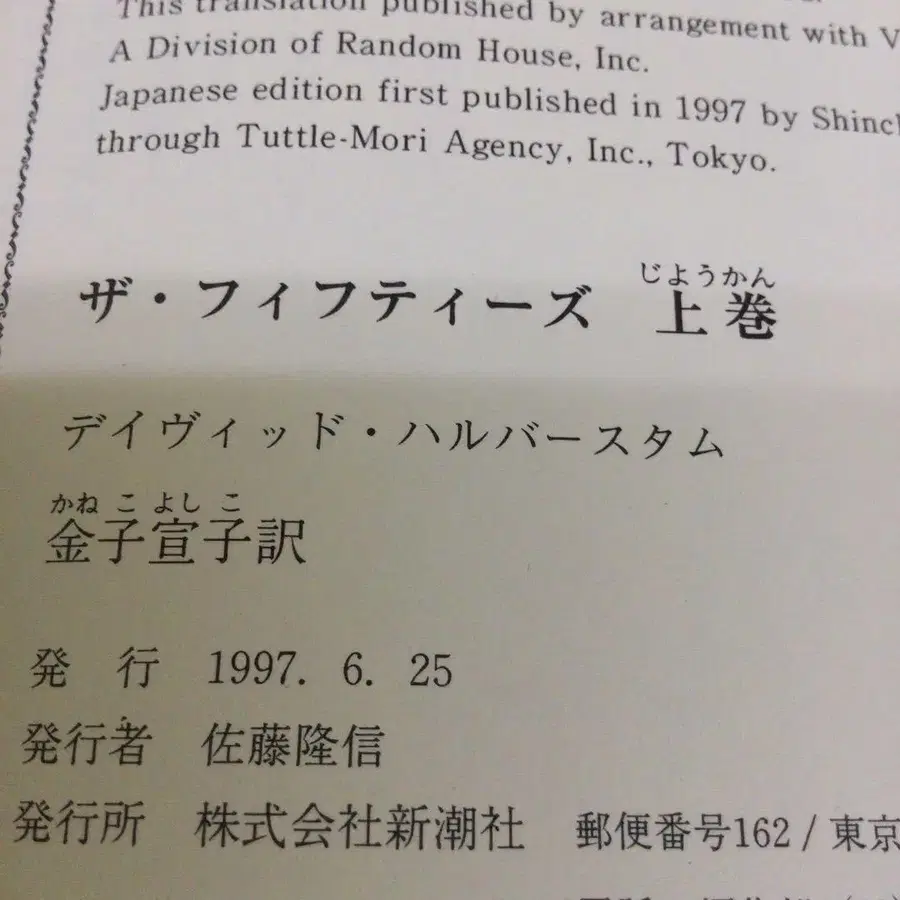 This translation published by arrangement with
A Division of Random House, Inc.
Japanese edition first published in 1997 by
through Tuttle-Mori Agency, Inc., Tokyo.
じようかん
ザ・フィフティーズ 上巻
デイヴィッド・ハルバースタム
かね こ よし こ
金子宣子訳
発 行 1997. 6. 25
発行者 佐藤隆信
発行所 株式会社新潮社 郵便番号162 / 東京